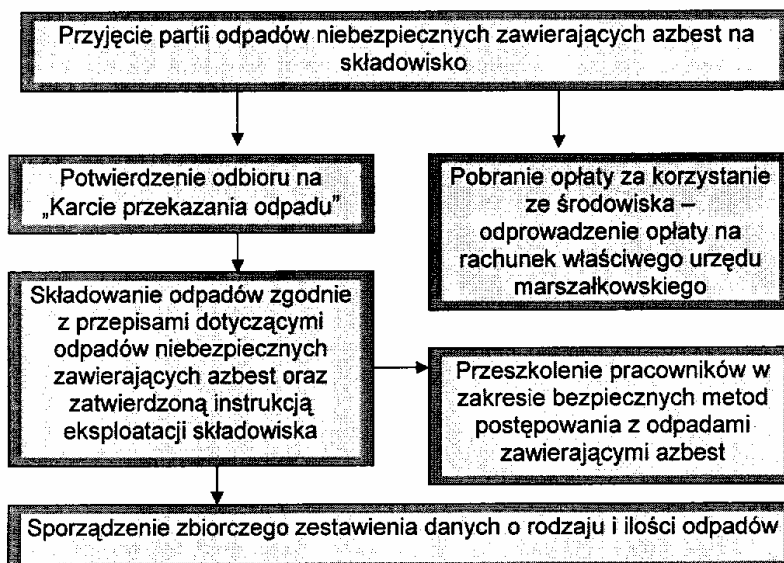 Przyjęcie partii odpadów niebezpiecznych zawierających azbest na
składowisko
Potwierdzenie odbioru na
„Karcie przekazania odpadu”
Pobranie opłaty za korzystanie
ze środowiska –
odprowadzenie opłaty na
rachunek właściwego urzędu
marszałkowskiego
Składowanie odpadów zgodnie
z przepisami dotyczącymi
odpadów niebezpiecznych
zawierających azbest oraz
zatwierdzoną instrukcją
eksploatacji składowiska
Przeszkolenie pracowników w
zakresie bezpiecznych metod
postępowania z odpadami
zawierającymi azbest
Sporządzenie zbiorczego zestawienia danych o rodzaju i ilości odpadów